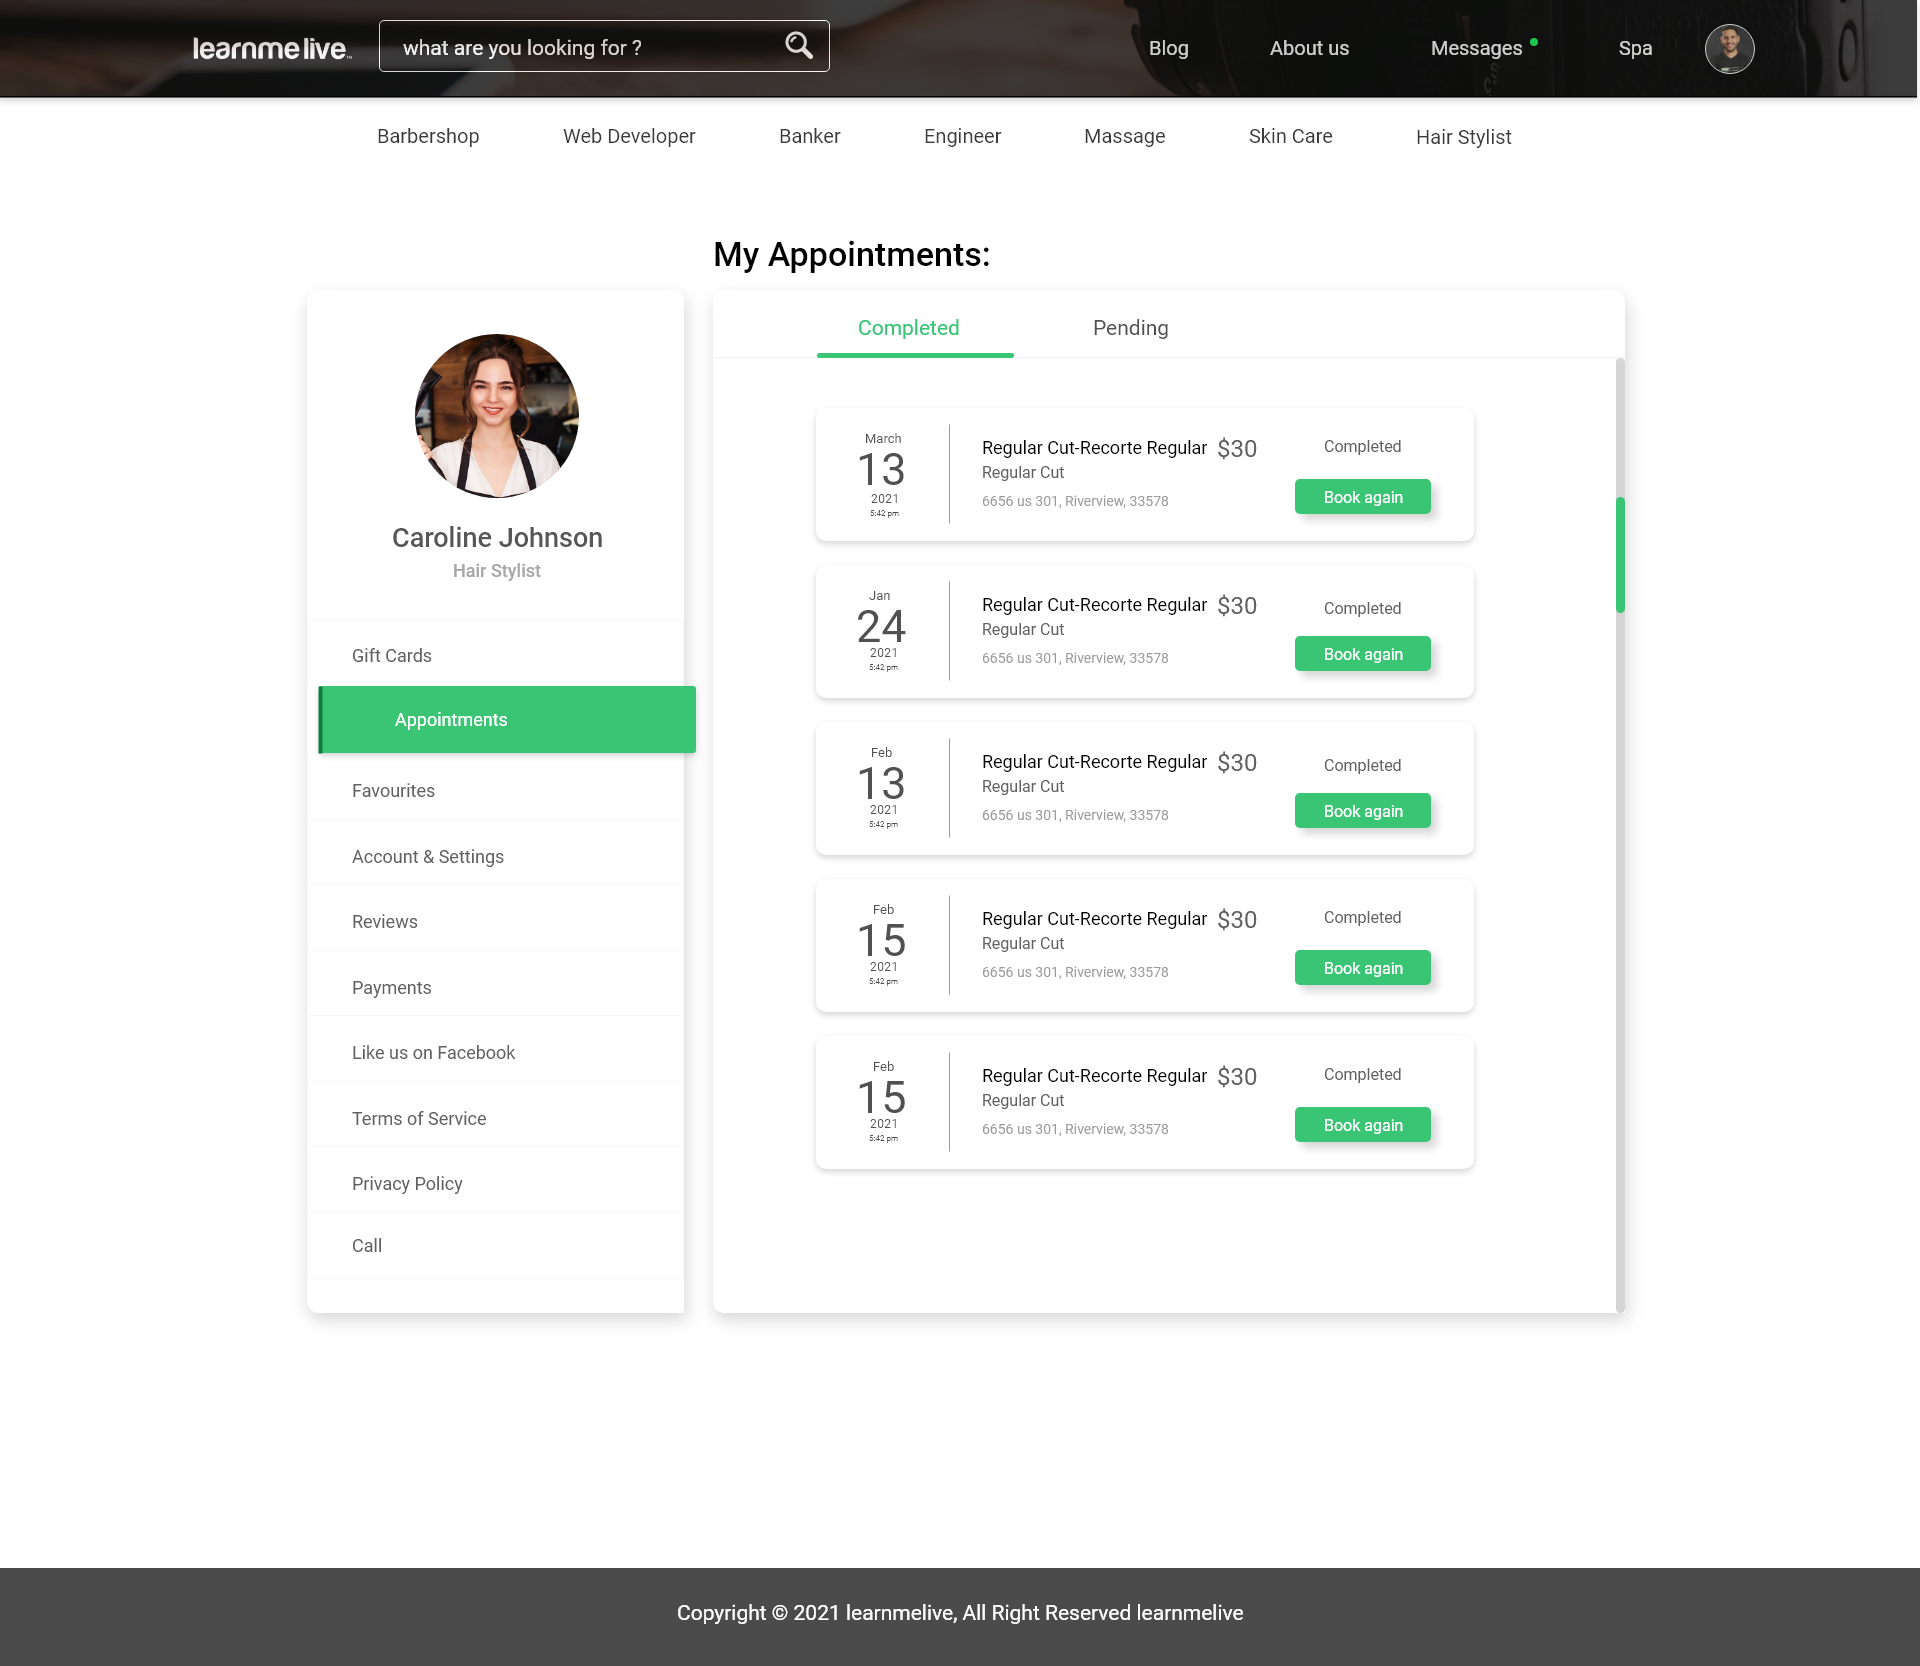 learnme live™
what are you looking for ?
Blog
About us
Messages
Spa
Barbershop
Web Developer
Banker
Engineer
Massage
Skin Care
Hair Stylist
My Appointments:
Caroline Johnson
Hair Stylist
Gift Cards
Appointments
Favourites
Account & Settings
Reviews
Payments
Like us on Facebook
Terms of Service
Privacy Policy
Call
Completed
Pending
March
13
2021
5:42 pm
Regular Cut-Recorte Regular $30
Regular Cut
6656 us 301, Riverview, 33578
Completed
Book again
Jan
24
2021
5:42 pm
Regular Cut-Recorte Regular $30
Regular Cut
6656 us 301, Riverview, 33578
Completed
Book again
Feb
13
2021
5:42 pm
Regular Cut-Recorte Regular $30
Regular Cut
6656 us 301, Riverview, 33578
Completed
Book again
Feb
15
2021
5:42 pm
Regular Cut-Recorte Regular $30
Regular Cut
6656 us 301, Riverview, 33578
Completed
Book again
Feb
15
2021
5:42 pm
Regular Cut-Recorte Regular $30
Regular Cut
6656 us 301, Riverview, 33578
Completed
Book again
Copyright © 2021 learnmelive, All Right Reserved learnmelive